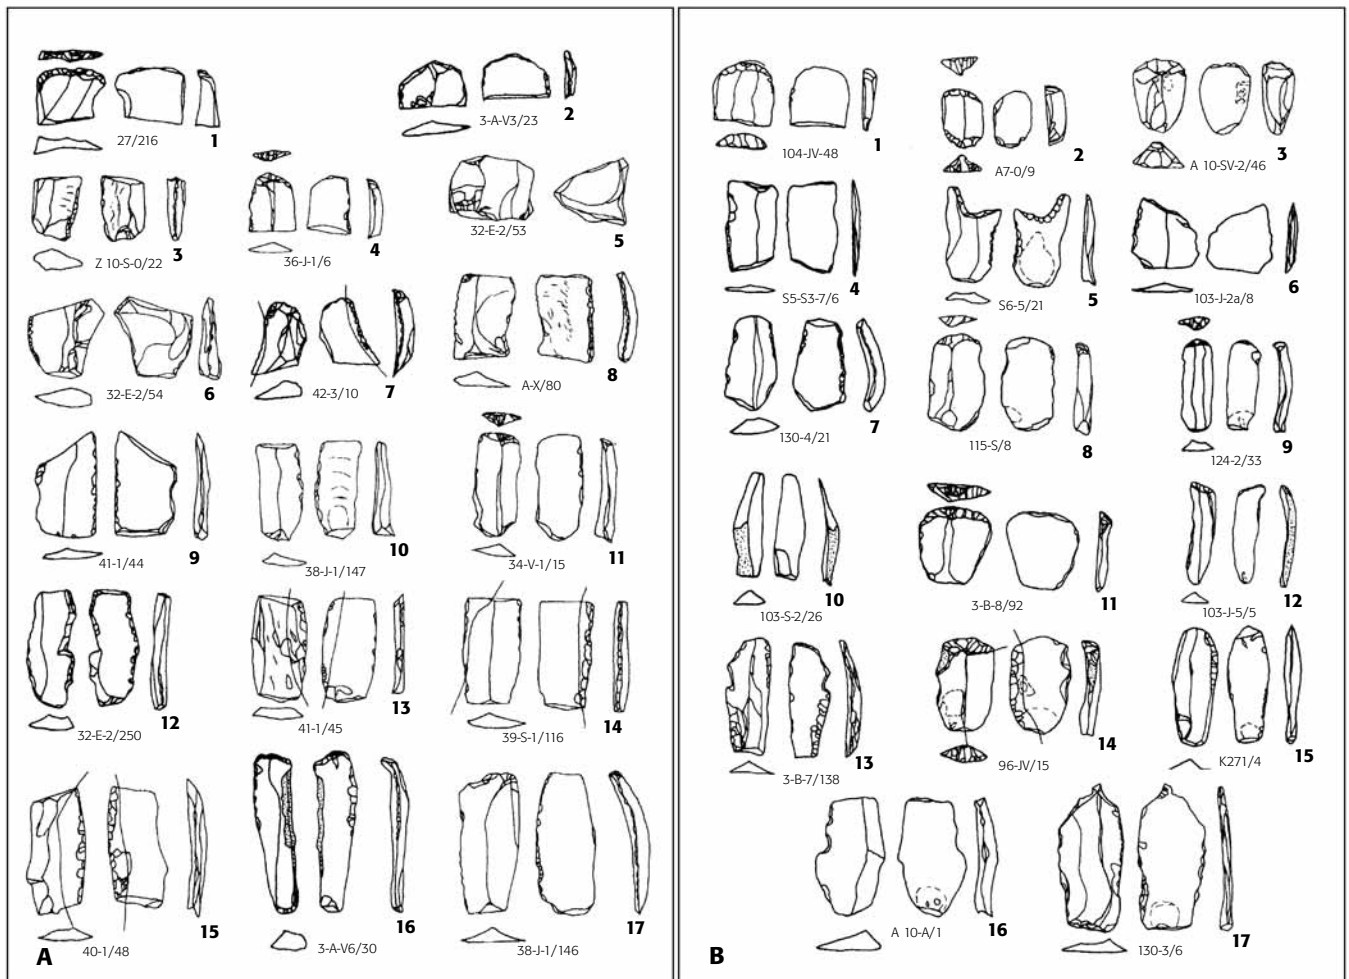 27/216
1
3-A-V3/23
2
Z 10-S-0/22
3
36-J-1/6
4
32-E-2/53
5
32-E-2/54
6
42-3/10
7
A-X/80
8
41-1/44
9
38-J-1/147
10
34-V-1/15
11
32-E-2/250
12
41-1/45
13
39-S-1/116
14
40-1/48
15
3-A-V6/30
16
38-J-1/146
17
A
104-JV-48
1
A7-0/9
2
A 10-SV-2/46
3
S5-S3-7/6
4
S6-5/21
5
103-J-2a/8
6
130-4/21
7
115-S/8
8
124-2/33
9
103-S-2/26
10
3-B-8/92
11
103-J-5/5
12
3-B-7/138
13
96-JV/15
14
K271/4
15
A 10-A/1
16
130-3/6
17
B